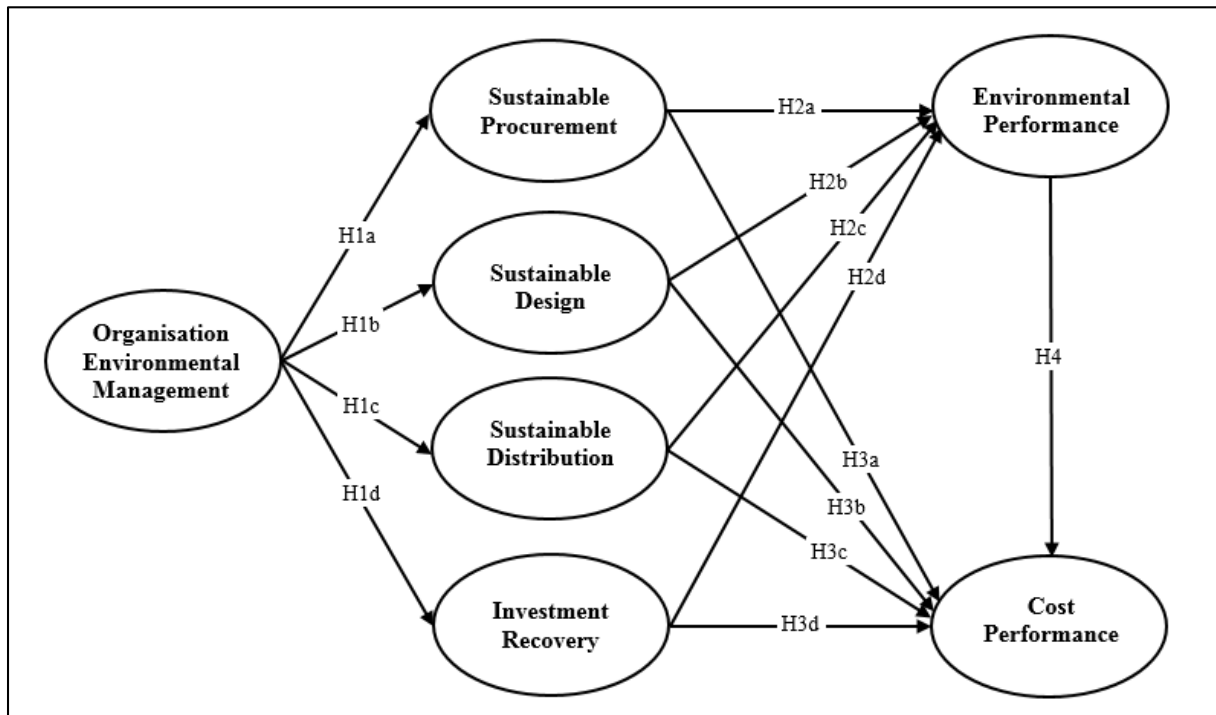 Sustainable
Procurement
Environmental
Performance
H2a
H2b
H2c
H2d
H1a
Sustainable
Design
H1b
Organisation
Environmental
Management
H4
H1c
Sustainable
Distribution
H3a
H1d
H3b
H3c
Investment
Recovery
H3d
Cost
Performance